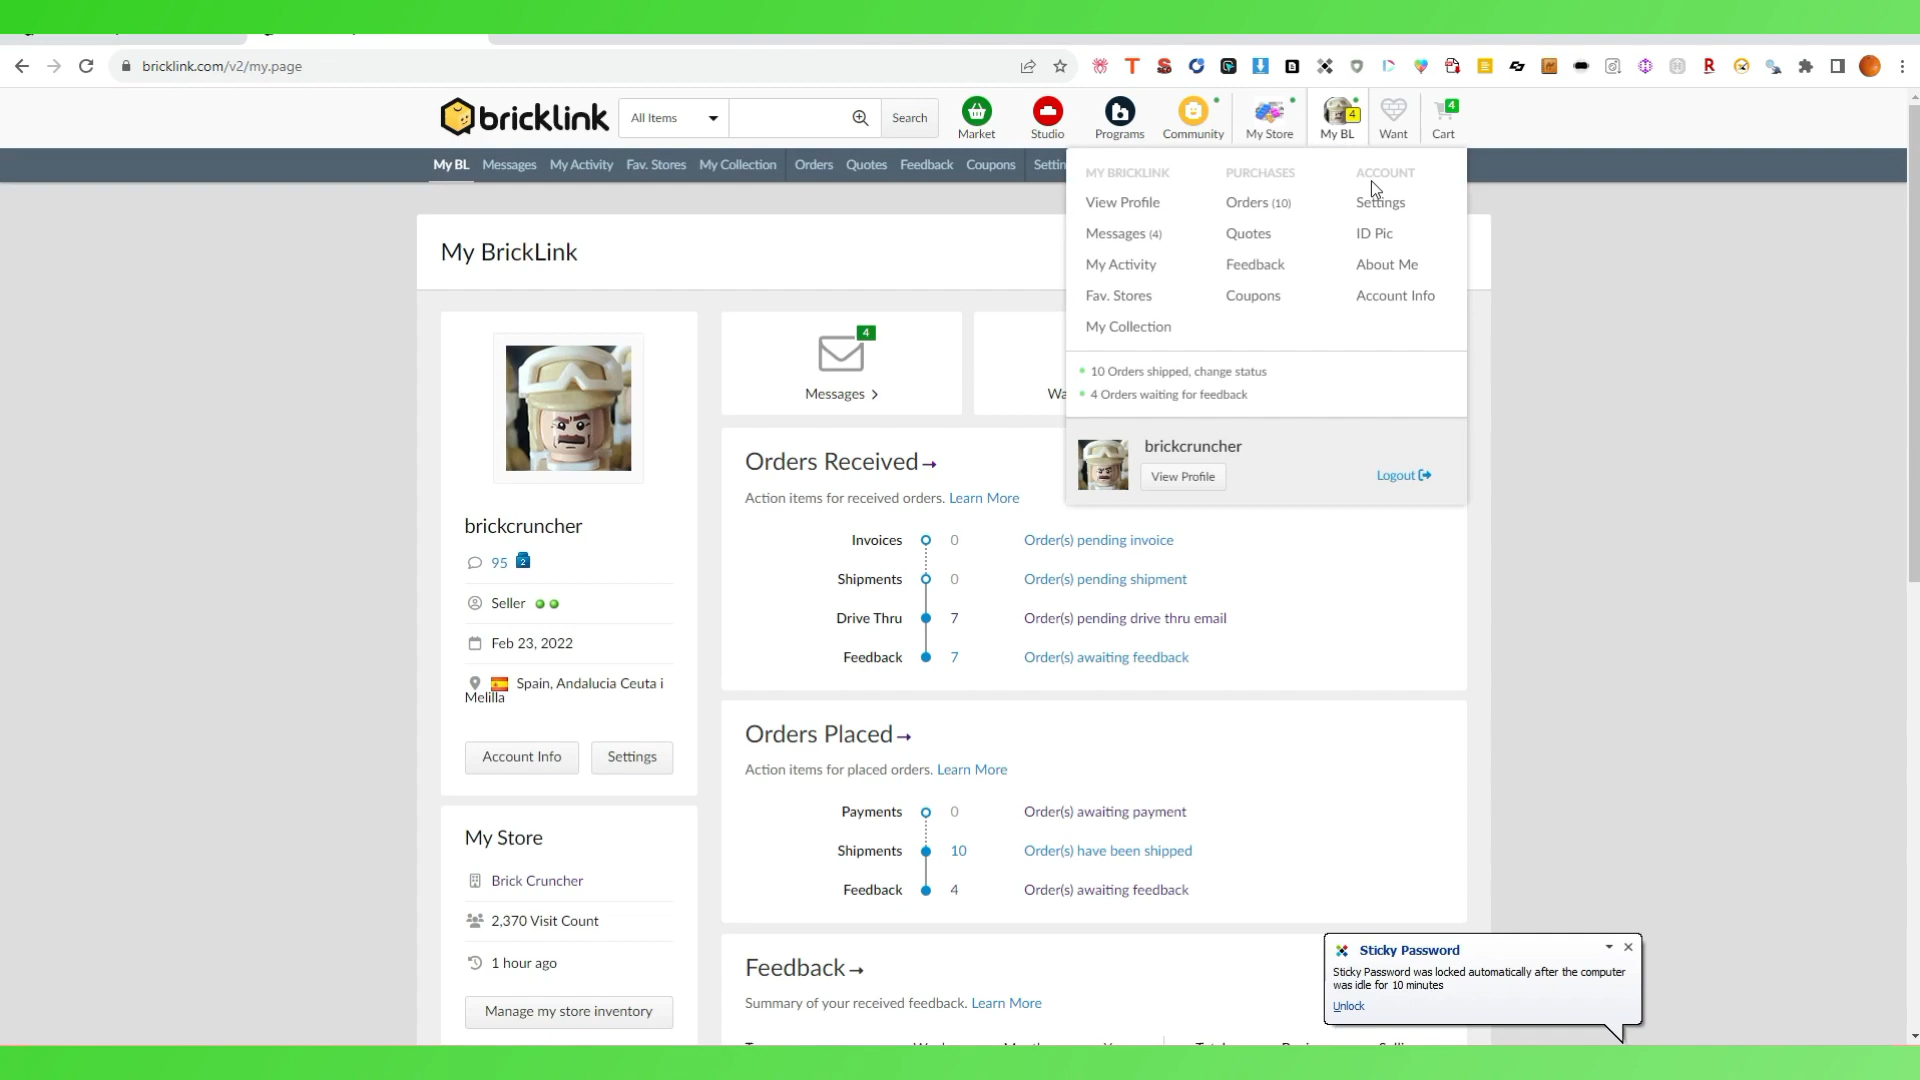 bricklink.com/v2/my.page
bricklink
All Items
Search
Market
Studio
Programs
Community
My Store
4
My BL
Want
4
Cart
My BL
Messages
My Activity
Fav. Stores
My Collection
Orders
Quotes
Feedback
Coupons
MY BRICKLINK
PURCHASES
ACCOUNT
View Profile
Orders (10)
Settings
Messages (4)
Quotes
ID Pic
My Activity
Feedback
About Me
Fav. Stores
Coupons
Account Info
My Collection
10 Orders shipped, change status
4 Orders waiting for feedback
brickcruncher
View Profile
Logout
My BrickLink
brickcruncher
95 2
Seller
Feb 23, 2022
Spain, Andalucia Ceuta i
Melilla
Account Info
Settings
My Store
Brick Cruncher
2,370 Visit Count
1 hour ago
Manage my store inventory
4
Messages >
Orders Received→
Action items for received orders. Learn More
Invoices 0 Order(s) pending invoice
Shipments 0 Order(s) pending shipment
Drive Thru 7 Order(s) pending drive thru email
Feedback 7 Order(s) awaiting feedback
Orders Placed→
Action items for placed orders. Learn More
Payments 0 Order(s) awaiting payment
Shipments 10 Order(s) have been shipped
Feedback 4 Order(s) awaiting feedback
Feedback→
Summary of your received feedback. Learn More
Sticky Password
Sticky Password was locked automatically after the computer
was idle for 10 minutes
Unlock